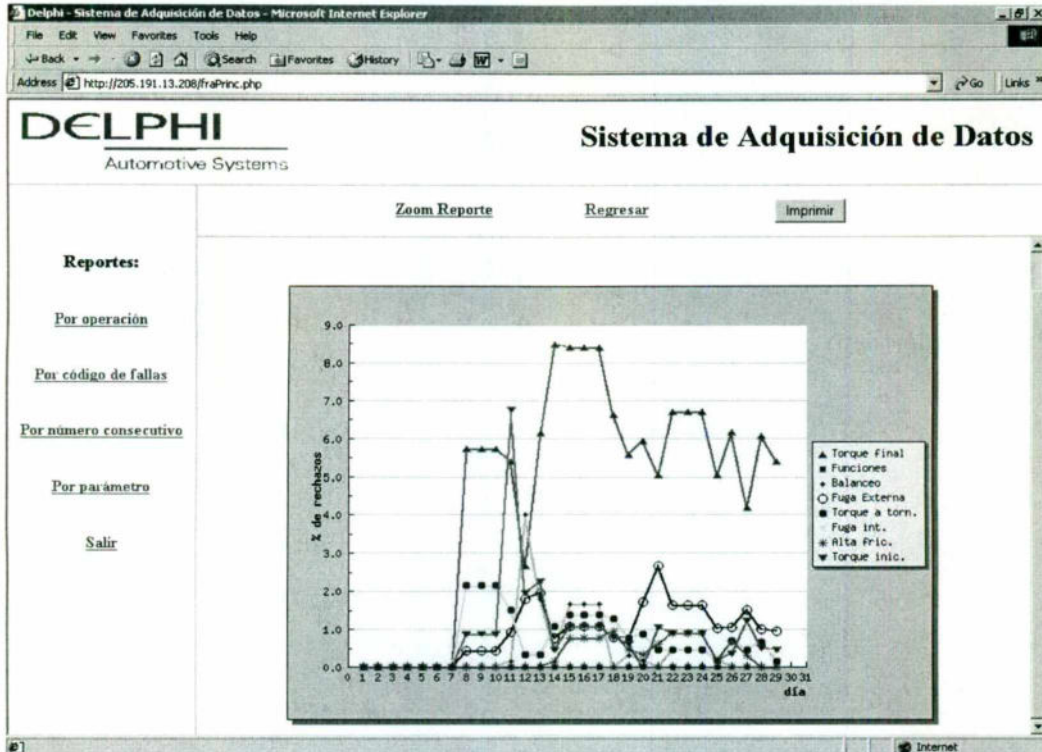 Delphi - Sistema de Adquisición de Datos - Microsoft Internet Explorer
File Edit View Favorites Tools Help
Back Search Favorites History
Address http://205.191.13.208/fraPrinc.php Go Links »
DELPHI
Automotive Systems
Sistema de Adquisición de Datos
Zoom Reporte Regresar Imprimir
Reportes:
Por operación
Por código de fallas
Por número consecutivo
Por parámetro
Salir
% de rechazos
9.0
8.0
7.0
6.0
5.0
4.0
3.0
2.0
1.0
0.0
0 1 2 3 4 5 6 7 8 9 10 11 12 13 14 15 16 17 18 19 20 21 22 23 24 25 26 27 28 29 30 31
día
Torque final
Funciones
Balanceo
Fuga Externa
Torque a torn.
Fuga int.
Alta fric.
Torque inic.
Internet